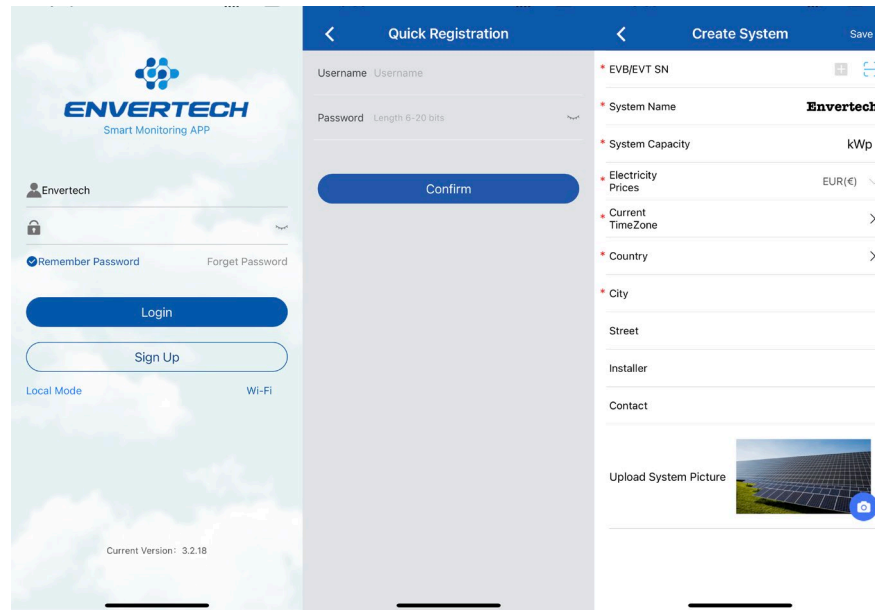 ENVERTECH
Smart Monitoring APP
Envertech
Remember Password
Forget Password
Login
Sign Up
Local Mode
Wi-Fi
Current Version: 3.2.18
Quick Registration
Username Username
Password Length 6-20 bits
Confirm
Create System
Save
* EVB/EVT SN
* System Name Envertech
* System Capacity kWp
* Electricity
Prices
EUR(€)
* Current
TimeZone
* Country
* City
Street
Installer
Contact
Upload System Picture